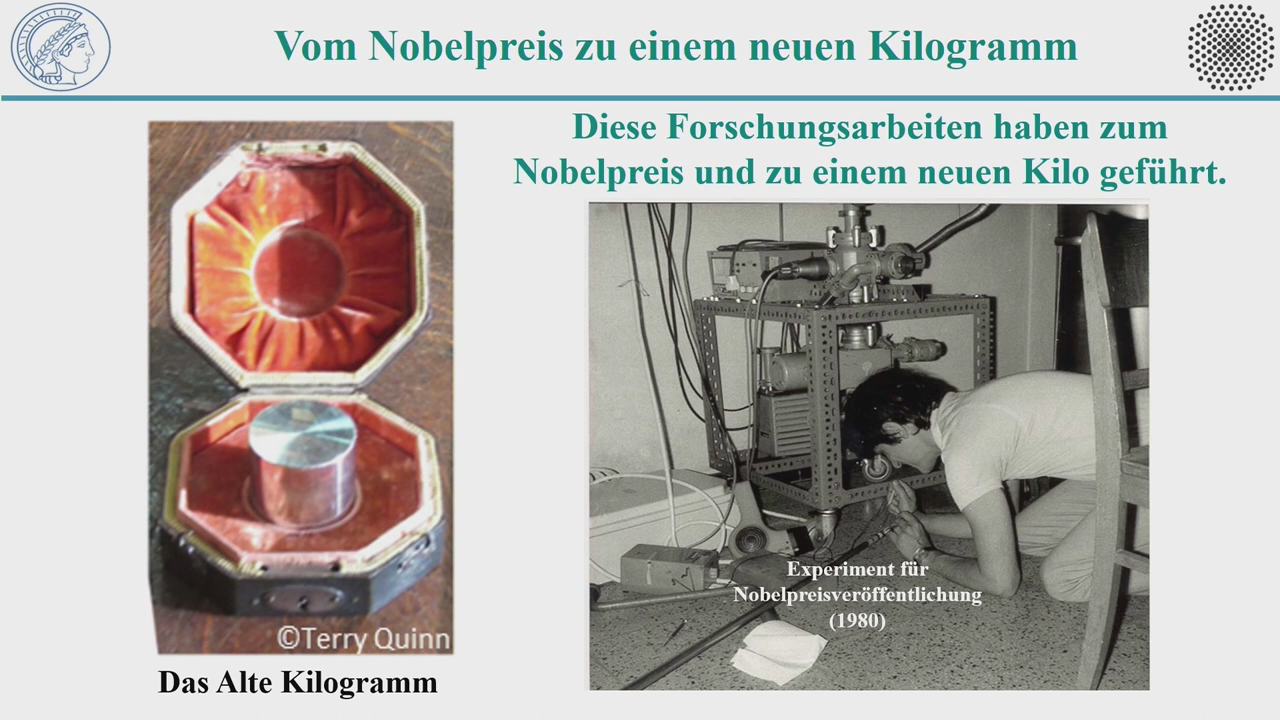 Vom Nobelpreis zu einem neuen Kilogramm
Diese Forschungsarbeiten haben zum
Nobelpreis und zu einem neuen Kilo geführt.
©Terry Quinn
Das Alte Kilogramm
Experiment für
Nobelpreisveröffentlichung
(1980)